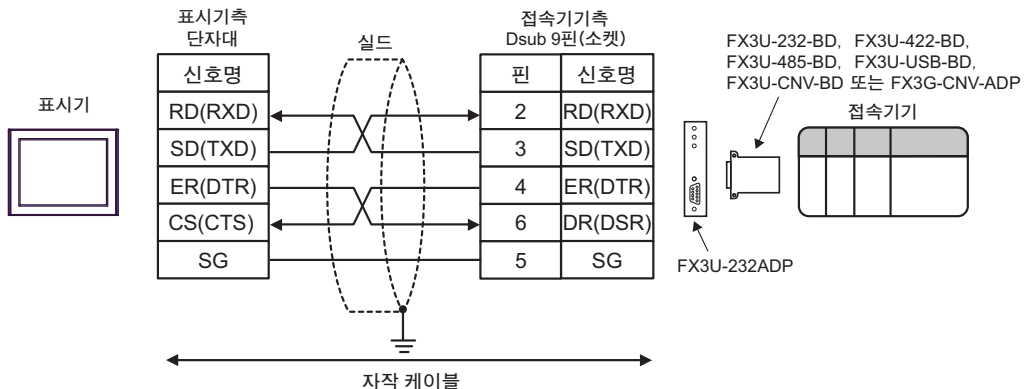 표시기
표시기측
단자대
신호명
RD(RXD)
SD(TXD)
ER(DTR)
CS(CTS)
SG
실드
접속기기측
Dsub 9핀(소켓)
핀 신호명
2 RD(RXD)
3 SD(TXD)
4 ER(DTR)
6 DR(DSR)
5 SG
자작 케이블
FX3U-232-BD, FX3U-422-BD,
FX3U-485-BD, FX3U-USB-BD,
FX3U-CNV-BD 또는 FX3G-CNV-ADP
접속기기
FX3U-232ADP